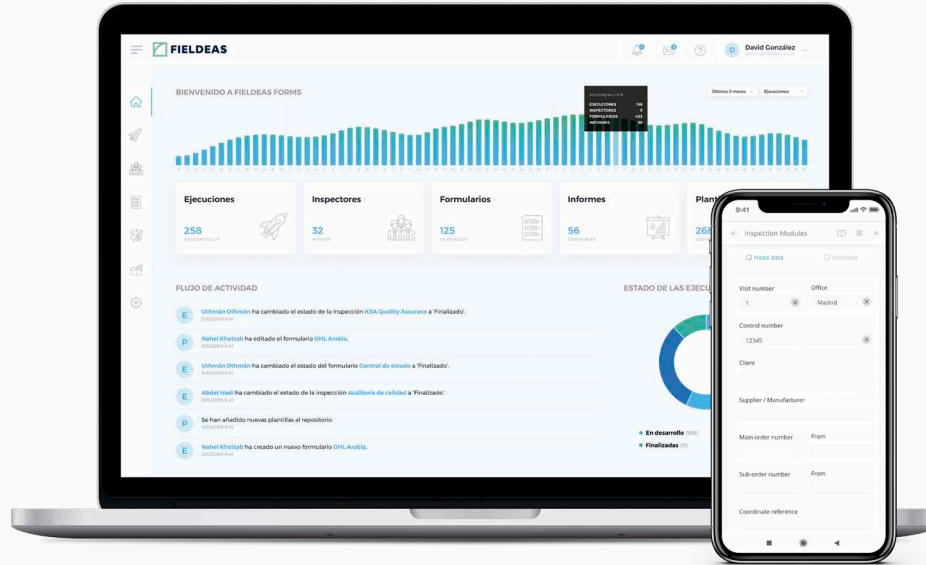 FIELDEAS
David González
BIENVENIDO A FIELDEAS FORMS
Últimos 3 meses
Ejecuciones
EJECUCIONES
INSPECTORES
FORMULARIOS
INFORMES
Ejecuciones
258
Inspectores
32
Formularios
125
Informes
56
DISPONIBLES
Plant
268
FLUJO DE ACTIVIDAD
ESTADO DE LAS EJECU
E
Uthmān Othmān ha cambiado el estado de la inspección KSA Quality Assurace a 'Finalizado'.
P
Nahel Khattab ha editado el formulario DHL Arabia.
E
Uthmān Othmān ha cambiado el estado del formulario Control de estado a 'Finalizado'.
E
Abdel Hadi ha cambiado el estado de la inspección Auditoría de calidad a 'Finalizado'.
P
Se han añadido nuevas plantillas al repositorio
E
Nahel Khattab ha creado un nuevo formulario DHL Arabia.
En desarrollo
Finalizadas
9:41
Inspection Modules
Head data
Activities
Visit number
Office
1
Madrid
Control number
12345
Client
Supplier / Manufacturer
Main order number
From
Sub-order number
From
Coordinate reference